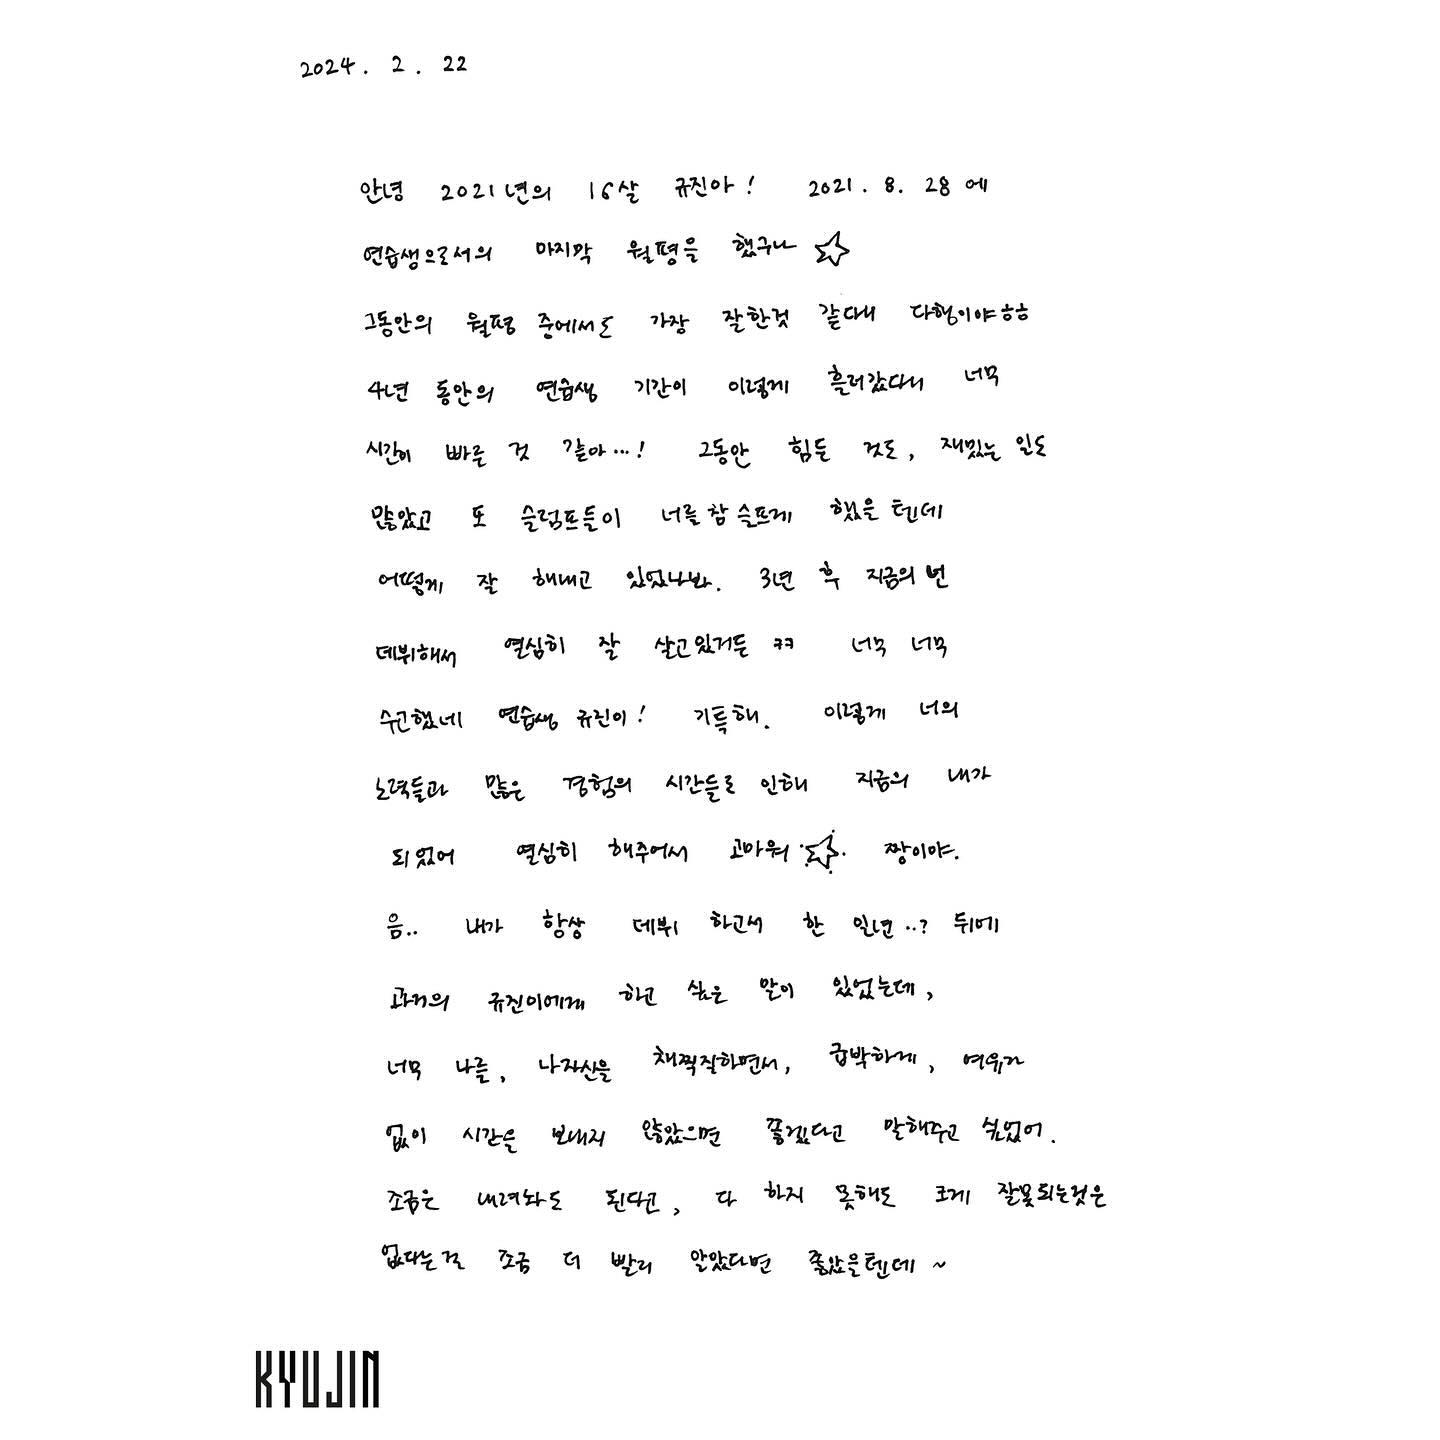 2024. 2. 22
안녕 2021년의 16살 규진아! 2021. 8. 28에
연습생으로서의 마지막 월평을 했구나 ☆
그동안의 월평 중에서도 가장 잘한것 같다니 다행이야ㅎㅎ
4년 동안의 연습생 기간이 이렇게 흘러갔다니 너무
시간이 빠른 것 같아...! 그동안 힘든 것도, 재밌는 일도
많았고 또 슬럼프들이 너를 참 슬프게 했을텐데
어떻게 잘 해내고 있었나봐. 3년 후 지금의 넌
데뷔해서 열심히 잘 살고있거든 ㅋㅋ 너무 너무
수고했네 연습생 규진이! 기특해. 이렇게 너의
노력들과 많은 경험의 시간들로 인해 지금의 내가
되었어 열심히 해주어서 고마워 ☆ 짱이야.
음.. 내가 항상 데뷔 하고서 한 일년..? 뒤에
과거의 규진이에게 하고 싶은 말이 있었는데,
너무 나를, 나자신을 채찍질하면서, 급박하게, 여유가
없이 시간을 보내지 않았으면 좋겠다고 말해주고 싶었어.
조금은 내려놔도 된다고, 다 하지 못해도 크게 잘못되는것은
없다는걸 조금 더 빨리 알았다면 좋았을텐데 ~
KYUJIN